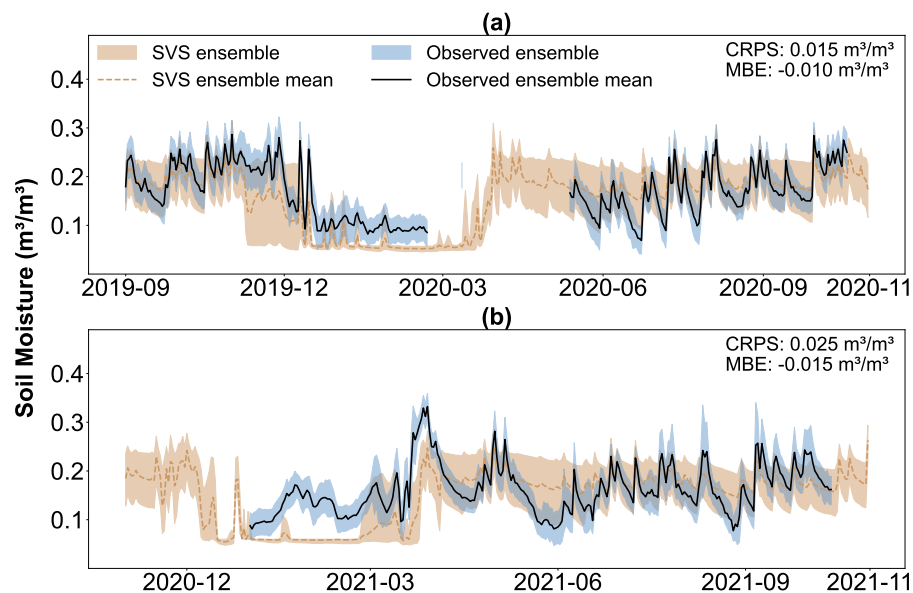 (a)
SVS ensemble
SVS ensemble mean
Observed ensemble
Observed ensemble mean
CRPS: 0.015 m³/m³
MBE: -0.010 m³/m³
0.4
0.3
0.2
0.1
2019-09 2019-12 2020-03 2020-06 2020-09 2020-11
Soil Moisture (m³/m³)
(b)
CRPS: 0.025 m³/m³
MBE: -0.015 m³/m³
0.4
0.3
0.2
0.1
2020-12 2021-03 2021-06 2021-09 2021-11